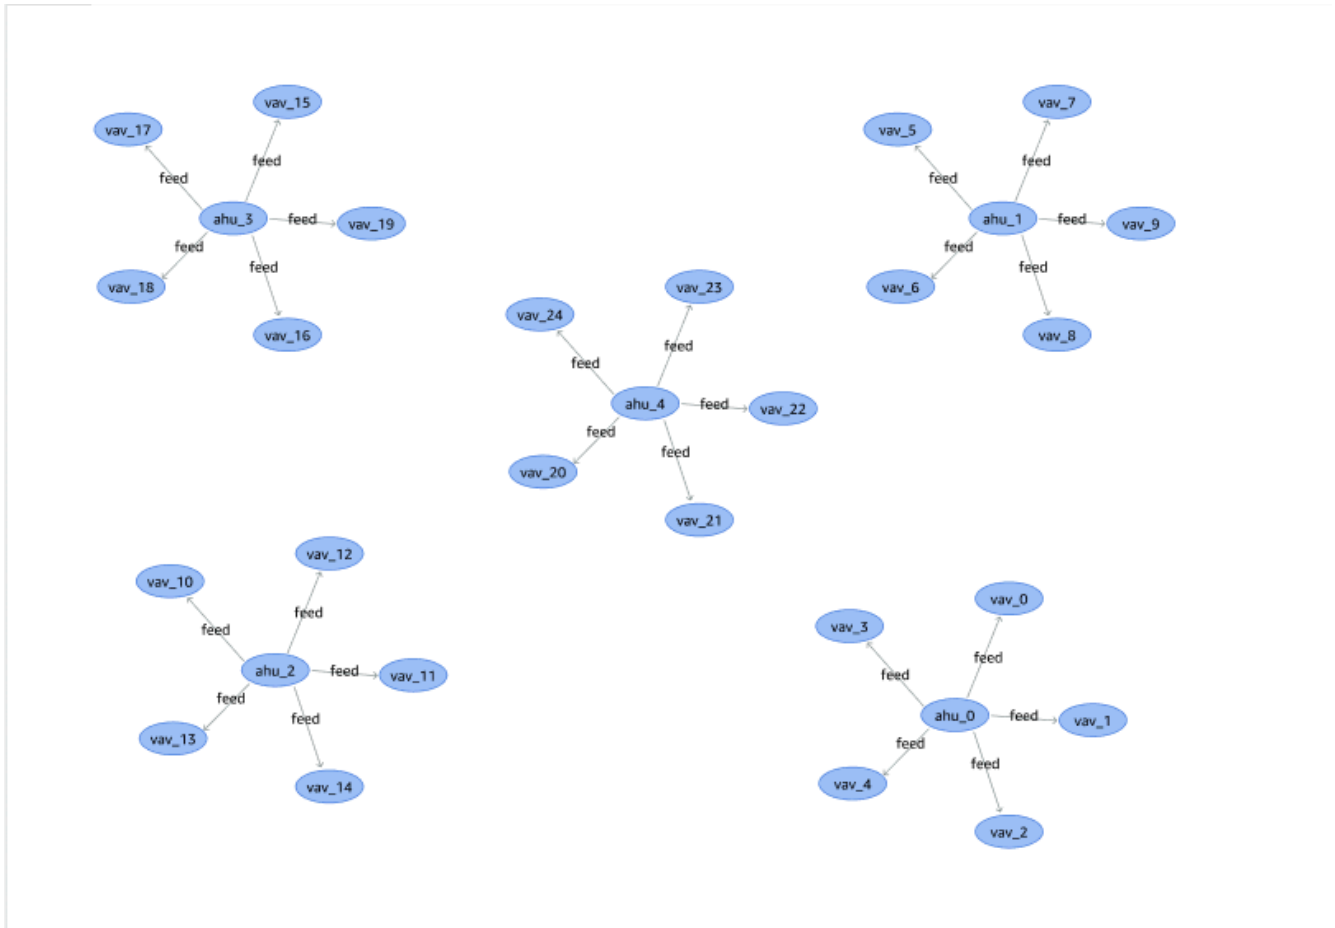 vav_15
vav_17
feed
feed
ahu_3
feed
vav_19
feed
feed
vav_18
vav_16
vav_7
vav_5
feed
feed
ahu_1
feed
vav_9
feed
feed
vav_6
vav_8
vav_23
vav_24
feed
feed
ahu_4
feed
vav_22
feed
feed
vav_20
vav_21
vav_12
vav_10
feed
feed
ahu_2
feed
vav_11
feed
feed
vav_13
vav_14
vav_0
vav_3
feed
feed
ahu_0
feed
vav_1
feed
feed
vav_4
vav_2